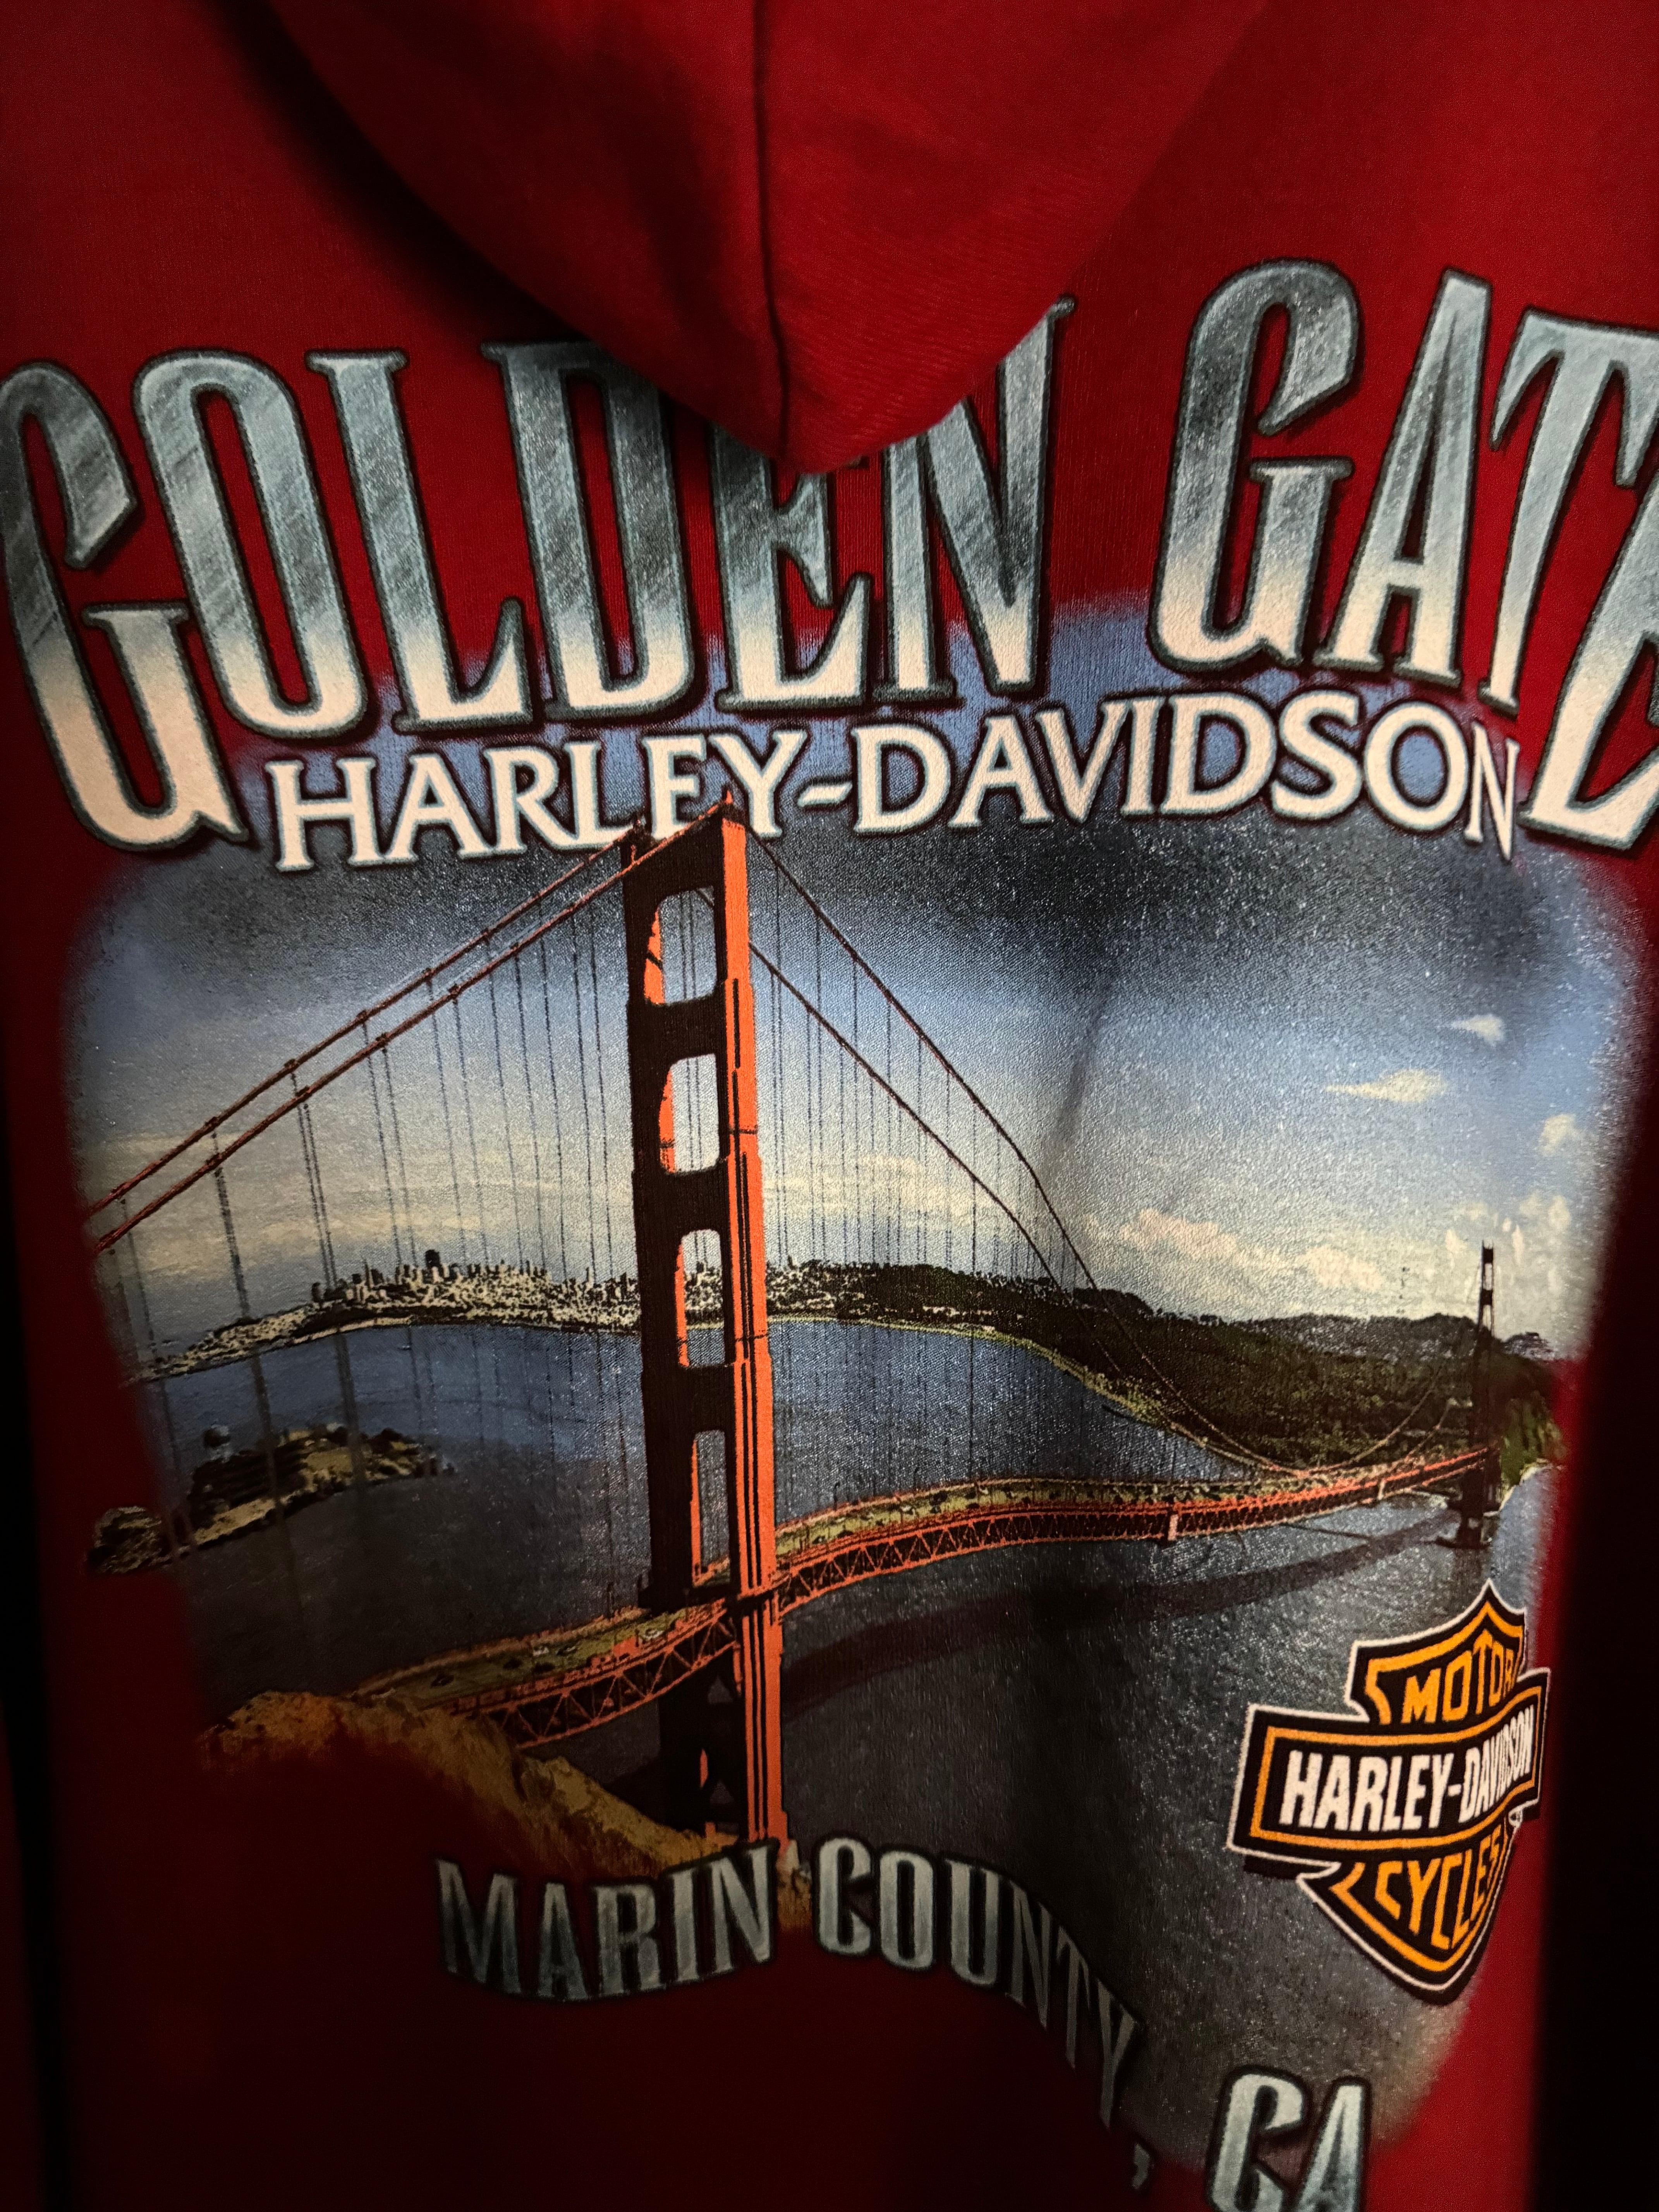 GOLDEN GATE
HARLEY-DAVIDSON
MOTOR
HARLEY-DAVIDSON
CYCLES
MARIN COUNTY, CA